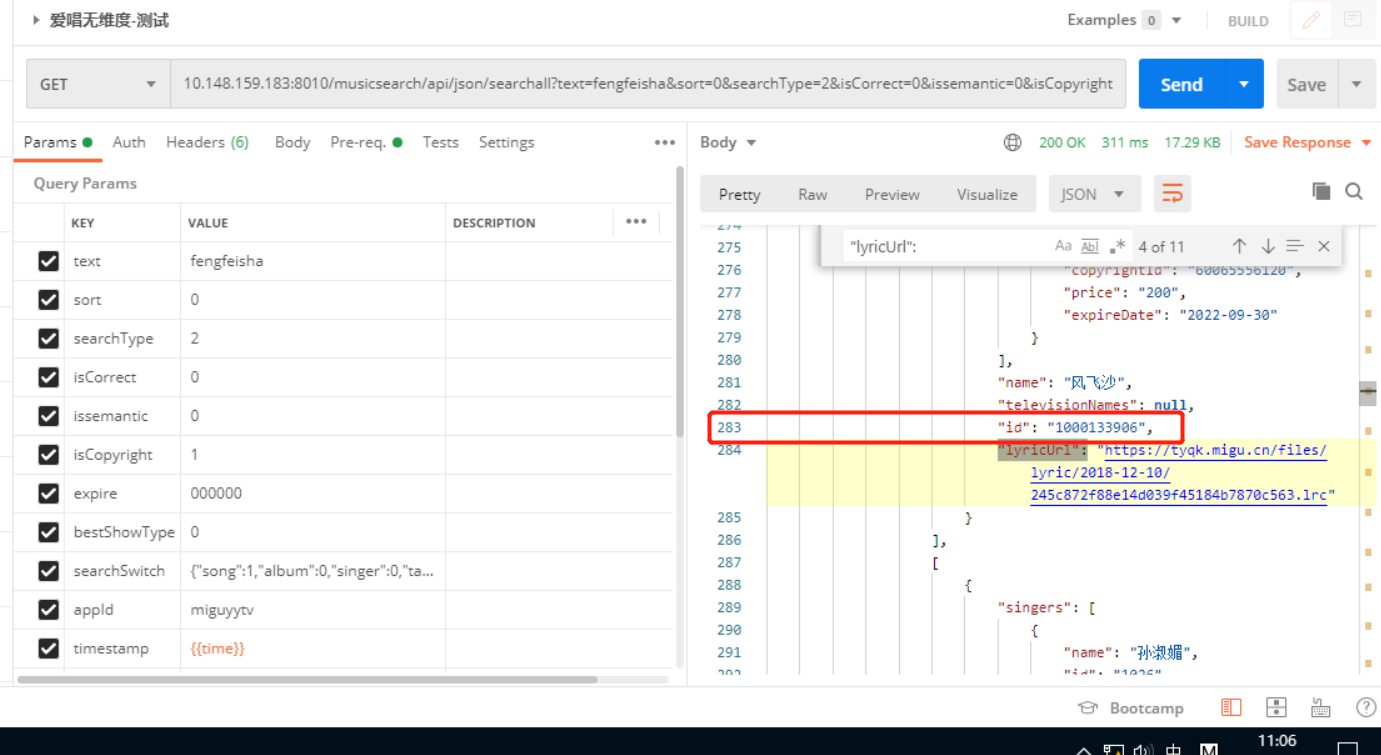 爱唱无维度-测试
Examples 0
BUILD
GET
10.148.159.183:8010/musicsearch/api/json/searchall?text=fengfeisha&sort=0&searchType=2&isCorrect=0&issemantic=0&isCopyright
Send
Save
Params
Auth
Headers (6)
Body
Pre-req.
Tests
Settings
•••
Query Params
KEY VALUE DESCRIPTION •••
text fengfeisha
sort 0
searchType 2
isCorrect 0
issemantic 0
isCopyright 1
expire 000000
bestShowType 0
searchSwitch {"song":1,"album":0,"singer":0,"ta...
appId miguyytv
timestamp {{time}}
Body
200 OK 311 ms 17.29 KB Save Response
Pretty Raw Preview Visualize JSON
"lyricUrl": Aa Abl .* 4 of 11
274
275
276 "copyrightId": "60065556120",
277 "price": "200",
278 "expireDate": "2022-09-30"
279 }
280 ],
281 "name": "风飞沙",
282 "televisionNames": null,
283 "id": "1000133906",
284 "lyricUrl": "https://tyqk.migu.cn/files/
lyric/2018-12-10/
245c872f88e14d039f45184b7870c563.lrc"
285 }
286 ],
287 [
288 {
289 "singers": [
290 {
291 "name": "孙淑媚",
292 "id": "1026"
Bootcamp
中 M 11:06